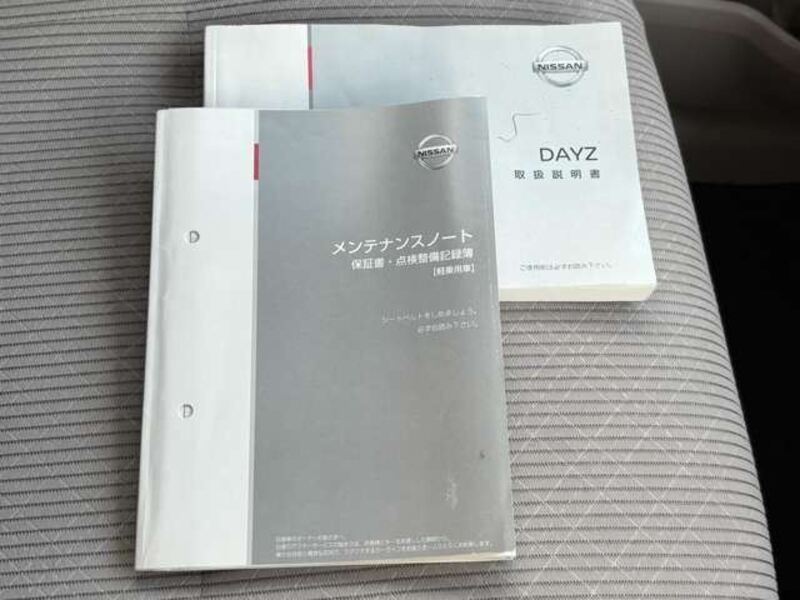 NISSAN
DAYZ
取扱説明書
ご使用前は必ずお読み下さい。
NISSAN
メンテナンスノート
保証書・点検整備記録簿
[軽乗用車]
シートベルトをしめましょう。
必ずお読み下さい。